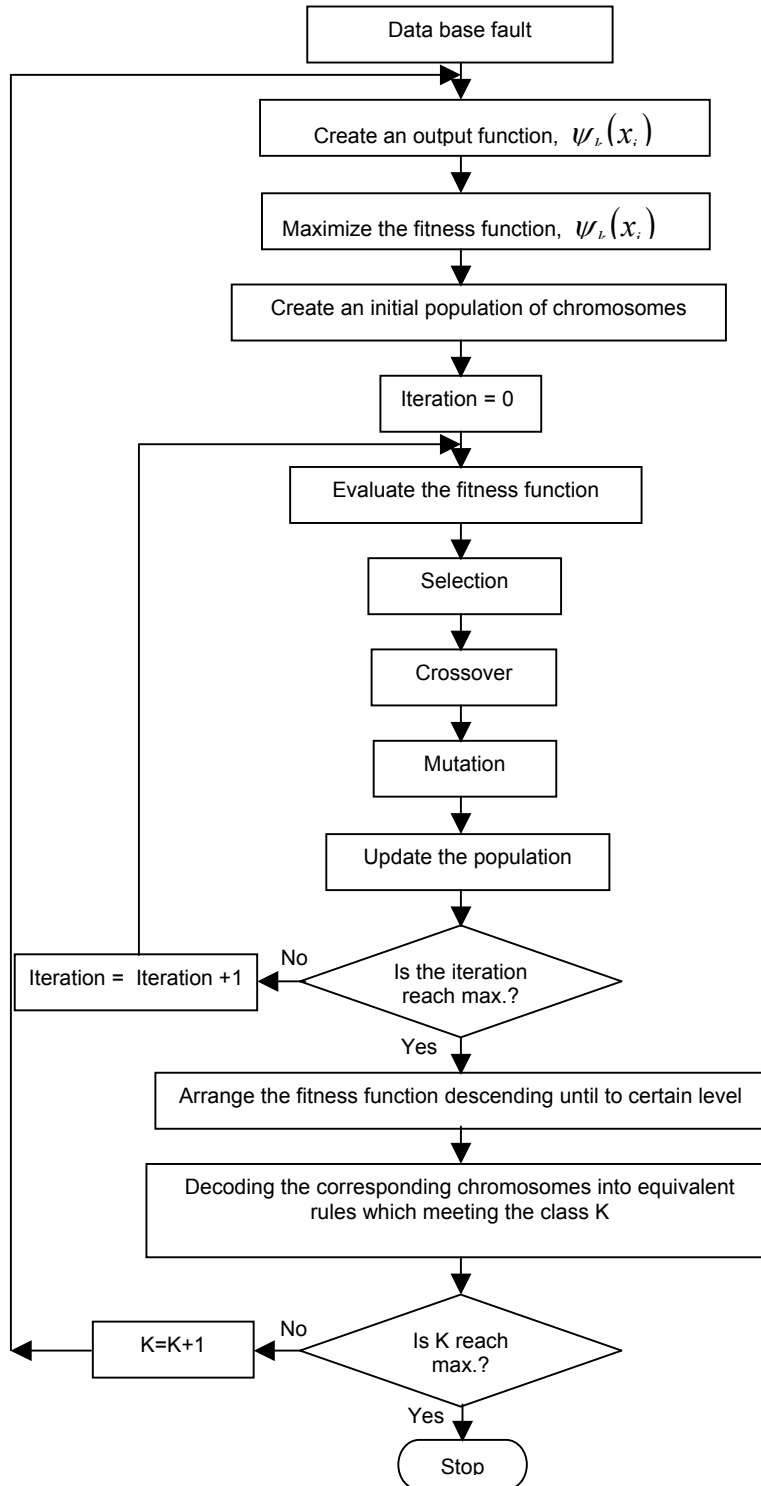 Data base fault
Create an output function, ψₖ(xᵢ)
Maximize the fitness function, ψₖ(xᵢ)
Create an initial population of chromosomes
Iteration = 0
Evaluate the fitness function
Selection
Crossover
Mutation
Update the population
No
Iteration = Iteration +1
Is the iteration
reach max.?
Yes
Arrange the fitness function descending until to certain level
Decoding the corresponding chromosomes into equivalent
rules which meeting the class K
No
K=K+1
Is K reach
max.?
Yes
Stop